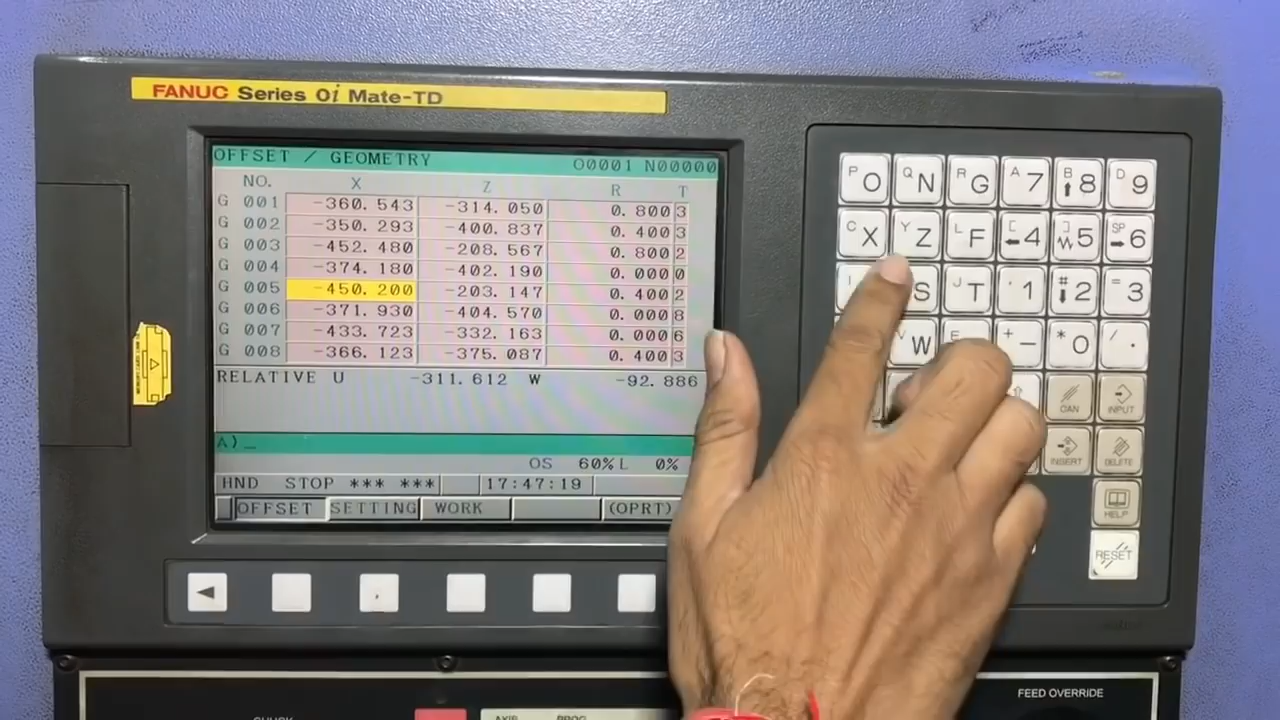 FANUC Series 0i Mate-TD
OFFSET / GEOMETRY O0001 N00000
NO. X Z R T
G 001 -360.543 -314.050 0.800 3
G 002 -350.293 -400.837 0.400 3
G 003 -452.480 -208.567 0.800 2
G 004 -374.180 -402.190 0.000 0
G 005 -450.200 -203.147 0.400 2
G 006 -371.930 -404.570 0.000 8
G 007 -433.723 -332.163 0.000 6
G 008 -366.123 -375.087 0.400 3
RELATIVE U -311.612 W -92.886
A)_
OS 60% L 0%
HND STOP *** *** 17:47:19
OFFSET SETTING WORK (OPRT)
P O Q N R G A 7 B 8 D 9
C X Y Z L F [ 4 ] 5 SP 6
S J T , 1 # 2 = 3
V W + - * 0 / .
CAN INPUT
INSERT DELETE
HELP
RESET
FEED OVERRIDE
CHUCK
AXIS PROG